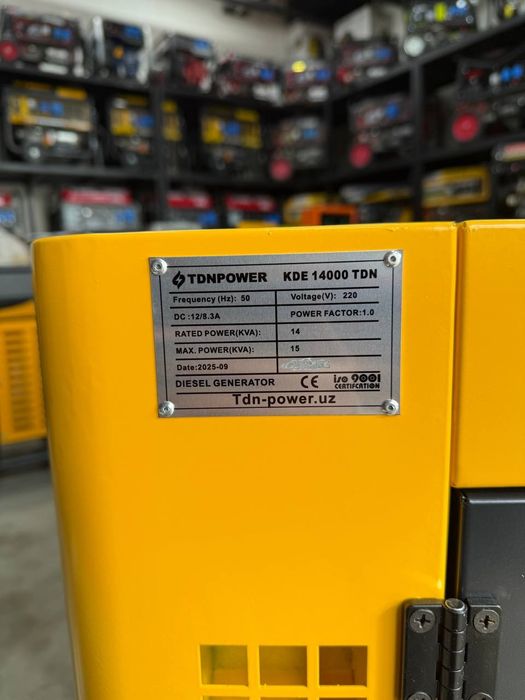 TDNPOWER KDE 14000 TDN
Frequency (Hz): 50 Voltage(V): 220
DC:12/8.3A POWER FACTOR:1.0
RATED POWER(KVA): 14
MAX. POWER(KVA): 15
Date:2025-09
DIESEL GENERATOR CE iso 9001
CERTIFICATION
Tdn-power.uz